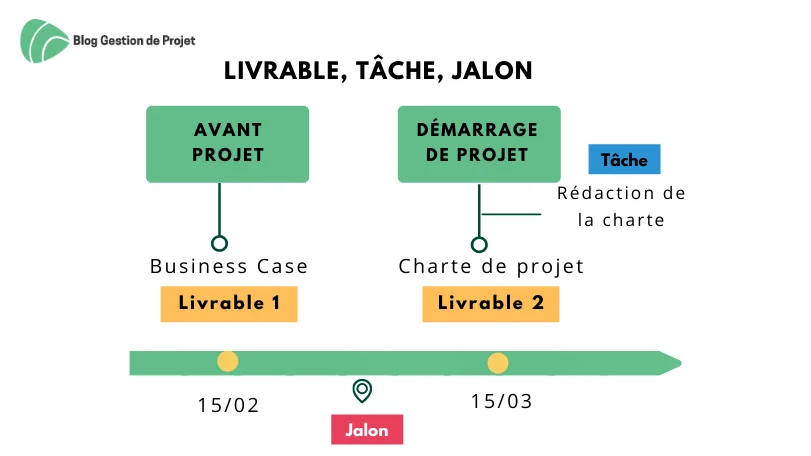 Blog Gestion de Projet
LIVRABLE, TÂCHE, JALON
AVANT
PROJET
DÉMARRAGE
DE PROJET
Tâche
Rédaction de
la charte
Business Case
Charte de projet
Livrable 1
Livrable 2
15/02
15/03
Jalon